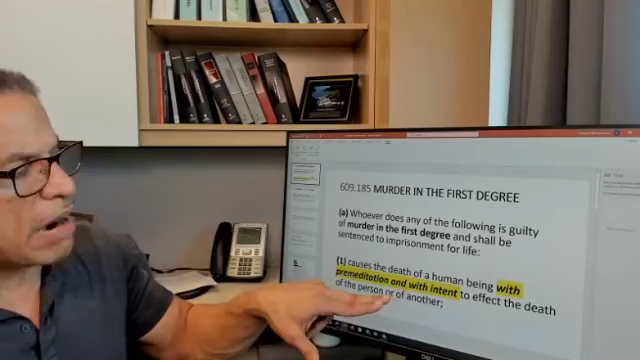 609.185 MURDER IN THE FIRST DEGREE
(a) Whoever does any of the following is guilty
of murder in the first degree and shall be
sentenced to imprisonment for life:
(1) causes the death of a human being with
premeditation and with intent to effect the death
of the person or of another;